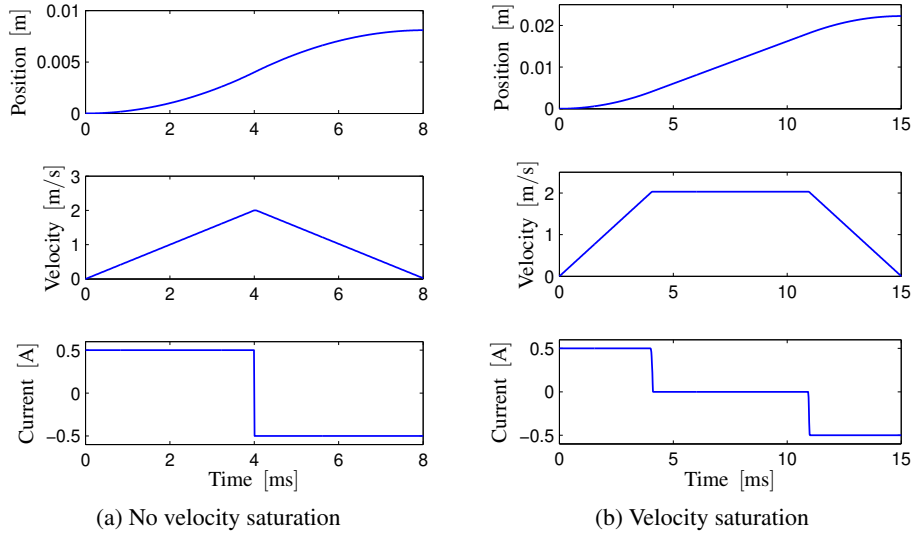 0.01
0.005
0
Position [m]
0 2 4 6 8
3
2
1
0
Velocity [m/s]
0 2 4 6 8
0.5
0
−0.5
Current [A]
0 2 4 6 8
Time [ms]
(a) No velocity saturation
0.02
0.01
0
Position [m]
0 5 10 15
2
1
0
Velocity [m/s]
0 5 10 15
0.5
0
−0.5
Current [A]
0 5 10 15
Time [ms]
(b) Velocity saturation